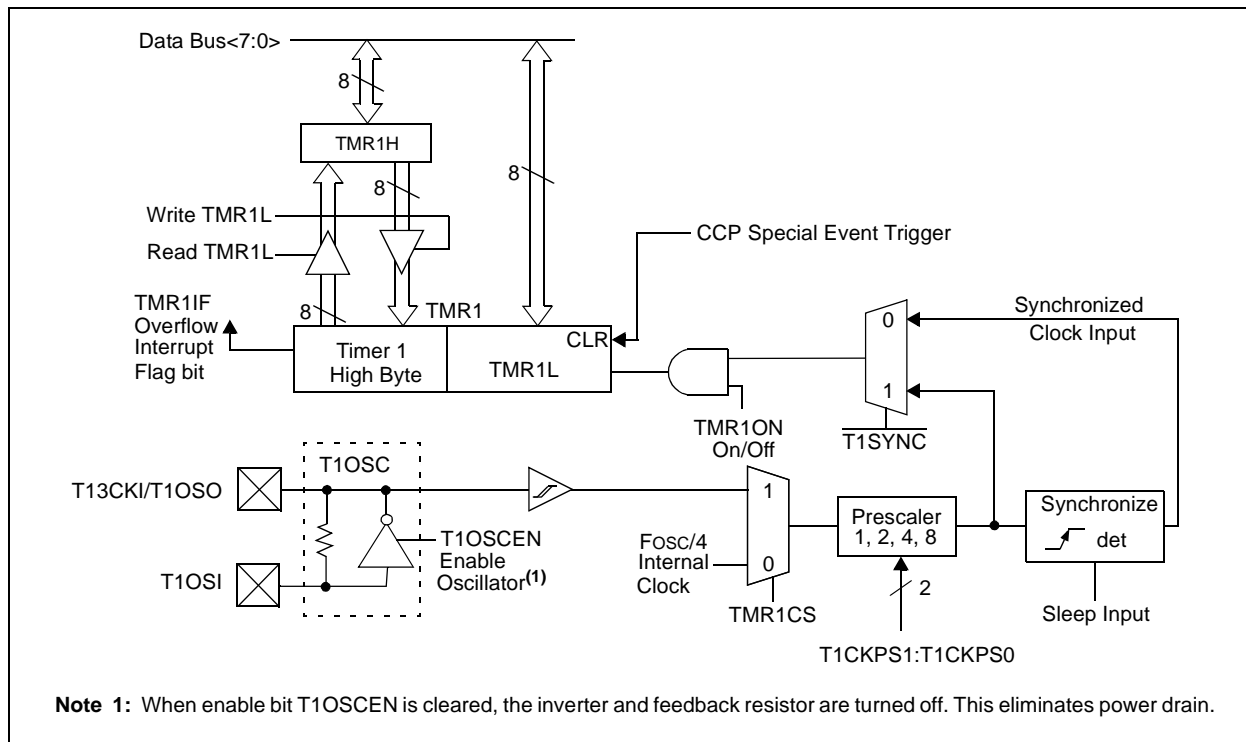 Data Bus<7:0>
8
TMR1H
8
8
Write TMR1L
CCP Special Event Trigger
Read TMR1L
8
TMR1
TMR1IF
Overflow
Interrupt
Flag bit
Timer 1
High Byte
CLR
TMR1L
0
1
Synchronized
Clock Input
TMR1ON
On/Off
T1SYNC
T1OSC
T13CKI/T1OSO
T1OSCEN
Enable
Oscillator(1)
T1OSI
1
0
FOSC/4
Internal
Clock
TMR1CS
Prescaler
1, 2, 4, 8
2
T1CKPS1:T1CKPS0
Synchronize
det
Sleep Input
Note 1: When enable bit T1OSCEN is cleared, the inverter and feedback resistor are turned off. This eliminates power drain.